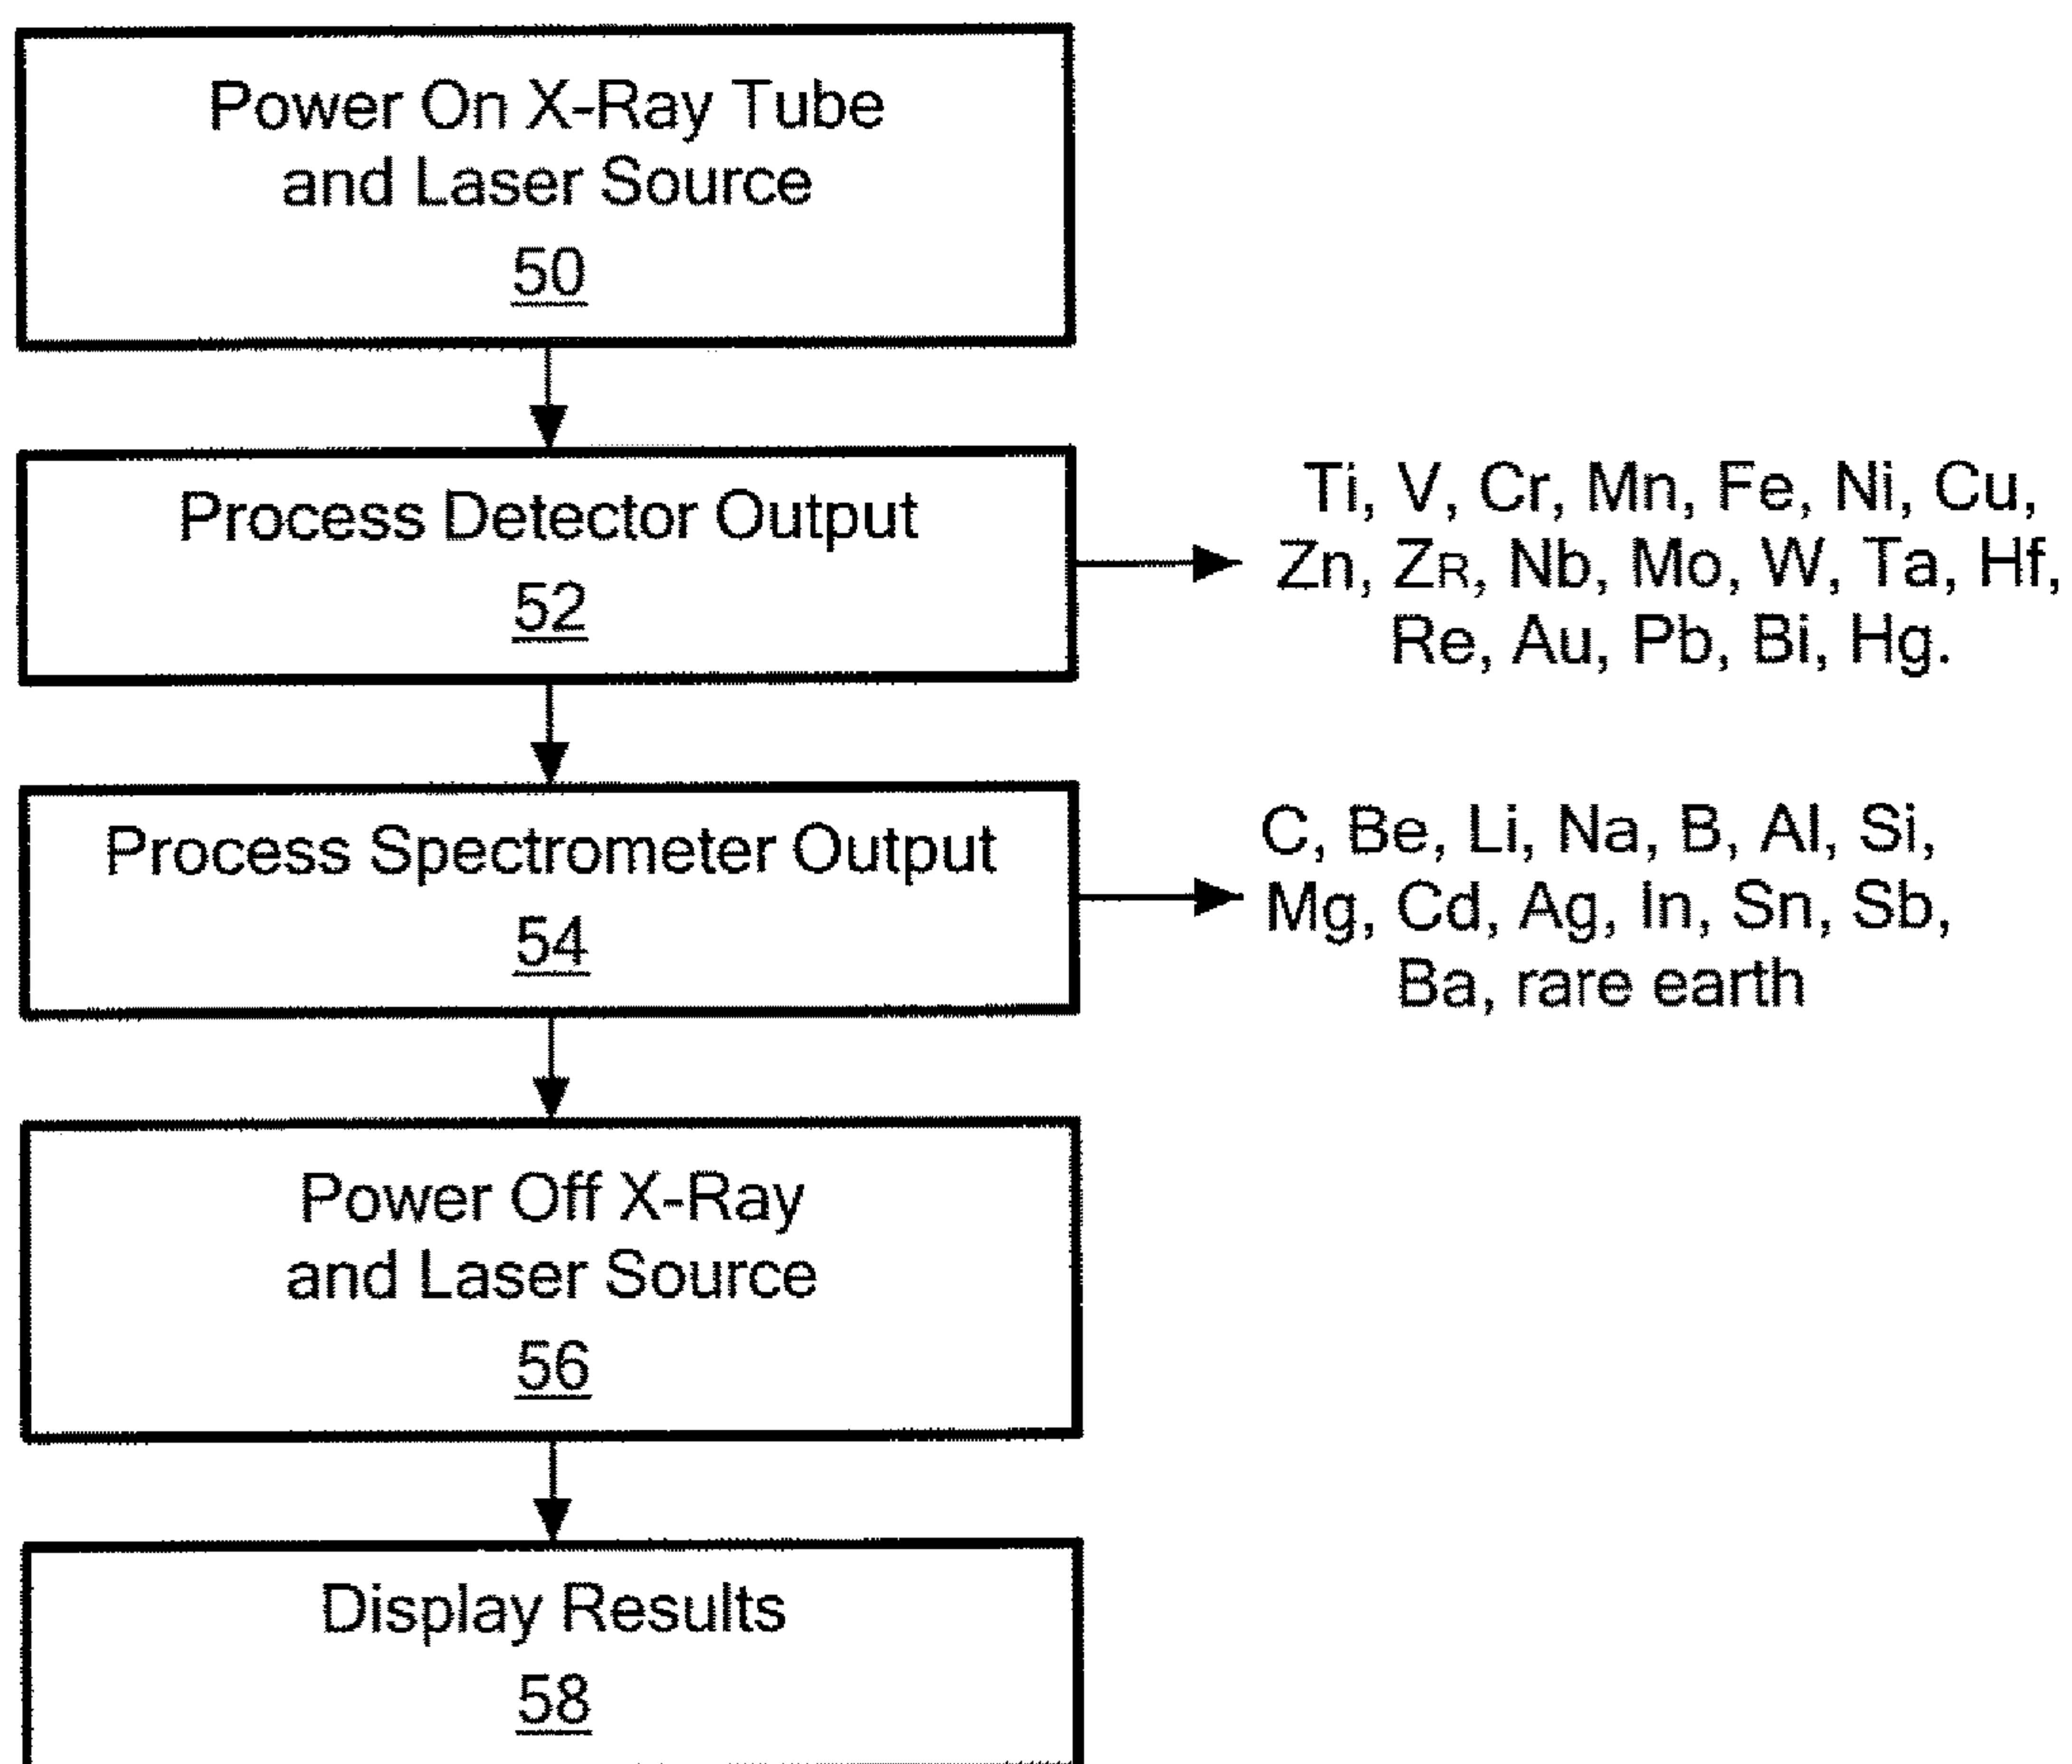 Power On X-Ray Tube
and Laser Source
50
Process Detector Output
52
Ti, V, Cr, Mn, Fe, Ni, Cu,
Zn, ZR, Nb, Mo, W, Ta, Hf,
Re, Au, Pb, Bi, Hg.
Process Spectrometer Output
54
C, Be, Li, Na, B, Al, Si,
Mg, Cd, Ag, In, Sn, Sb,
Ba, rare earth
Power Off X-Ray
and Laser Source
56
Display Results
58